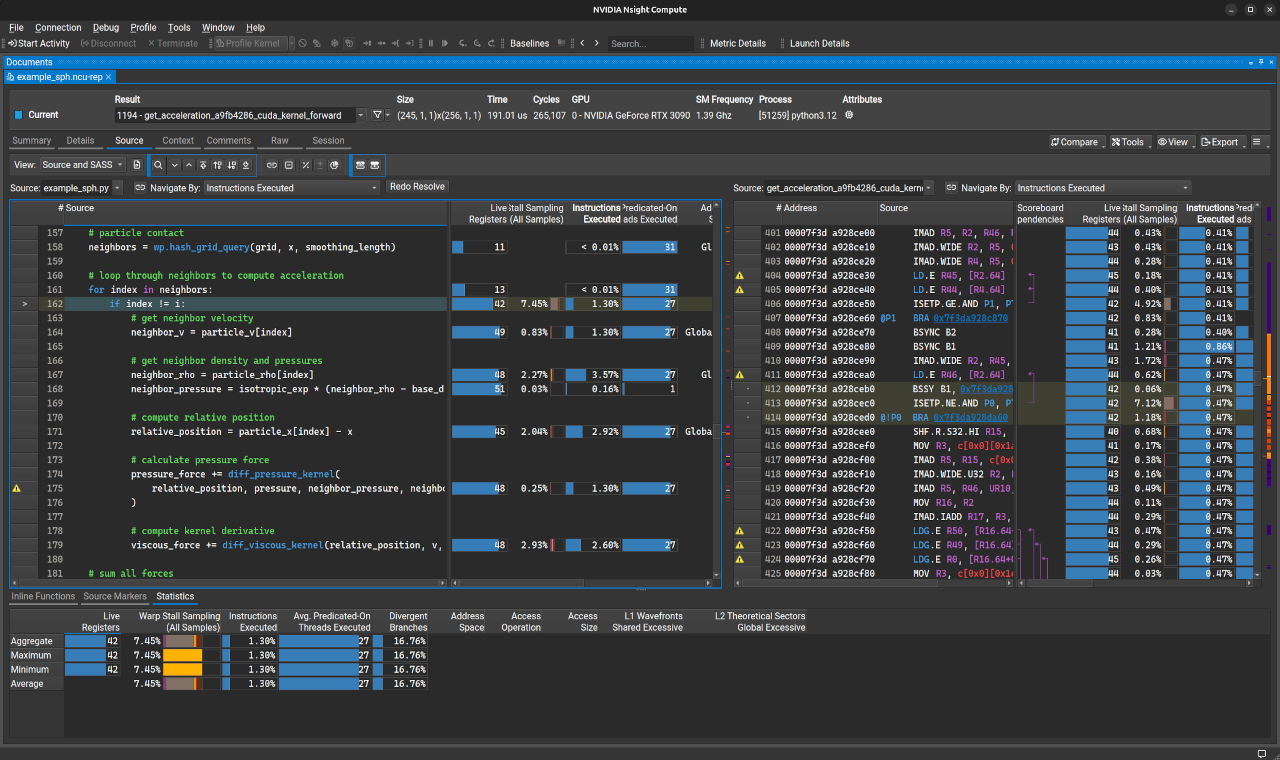 NVIDIA Nsight Compute
File Connection Debug Profile Tools Window Help
Start Activity Disconnect Terminate Profile Kernel Baselines Search... Metric Details Launch Details
Documents
example_sph.ncu-rep
Result Size Time Cycles GPU SM Frequency Process Attributes
Current 1194 - get_acceleration_a9fb4286_cuda_kernel_forward (245, 1, 1)x(256, 1, 1) 191.01 us 265,107 0 - NVIDIA GeForce RTX 3090 1.39 Ghz [51259] python3.12
Summary Details Source Context Comments Raw Session Compare Tools View Export
View: Source and SASS
Source: example_sph.py Navigate By: Instructions Executed Redo Resolve
# Source Live Registers Stall Sampling (All Samples) Instructions Executed Predicated-On ads Executed
157 # particle contact
158 neighbors = wp.hash_grid_query(grid, x, smoothing_length) 11 < 0.01% 31 Gl
159
160 # loop through neighbors to compute acceleration
161 for index in neighbors: 13 < 0.01% 31
162 if index != i: 42 7.45% 1.30% 27
163 # get neighbor velocity
164 neighbor_v = particle_v[index] 49 0.83% 1.30% 27 Global
165
166 # get neighbor density and pressures
167 neighbor_rho = particle_rho[index] 48 2.27% 3.57% 27 Gl
168 neighbor_pressure = isotropic_exp * (neighbor_rho - base_d 51 0.03% 0.16% 1
169
170 # compute relative position
171 relative_position = particle_x[index] - x 45 2.04% 2.92% 27 Global
172
173 # calculate pressure force
174 pressure_force += diff_pressure_kernel(
175 relative_position, pressure, neighbor_pressure, neighb 48 0.25% 1.30% 27
176 )
177
178 # compute kernel derivative
179 viscous_force += diff_viscous_kernel(relative_position, v, 48 2.93% 2.60% 27
180
181 # sum all forces
Source: get_acceleration_a9fb4286_cuda_kern Navigate By: Instructions Executed
# Address Source Scoreboard pendencies Live Registers Stall Sampling (All Samples) Instructions Executed
401 00007f3d a928ce00 IMAD R5, R2, R46, 44 0.43% 0.41%
402 00007f3d a928ce10 IMAD.WIDE R2, R5, 43 0.43% 0.41%
403 00007f3d a928ce20 IMAD.WIDE R4, R5, 44 0.29% 0.41%
404 00007f3d a928ce30 LD.E R45, [R2.64] 45 0.18% 0.41%
405 00007f3d a928ce40 LD.E R44, [R4.64] 45 0.20% 0.41%
406 00007f3d a928ce50 ISETP.GE.AND P1, 42 4.92% 0.41%
407 00007f3d a928ce60 @P1 BRA 0x7f3da928c870 42 0.83% 0.41%
408 00007f3d a928ce70 BSYNC B2 41 0.28% 0.40%
409 00007f3d a928ce80 BSYNC B1 41 1.21% 0.86%
410 00007f3d a928ce90 IMAD.WIDE R2, R45, 44 1.72% 0.47%
411 00007f3d a928cea0 LD.E R46, [R2.64] 44 0.62% 0.47%
412 00007f3d a928ceb0 BSSY B1, 0x7f3da928 42 0.06% 0.47%
413 00007f3d a928cec0 ISETP.NE.AND P0, 42 7.12% 0.47%
414 00007f3d a928ced0 @!P0 BRA 0x7f3da928da60 42 1.18% 0.47%
415 00007f3d a928cee0 SHF.R.S32.HI R15, 40 0.68% 0.47%
416 00007f3d a928cef0 MOV R3, c[0x0][0x1 41 0.17% 0.47%
417 00007f3d a928cf00 IMAD R5, R15, c[0x0 42 0.38% 0.47%
418 00007f3d a928cf10 IMAD.WIDE.U32 R2, 43 0.16% 0.47%
419 00007f3d a928cf20 IMAD R5, R46, UR10, 43 0.49% 0.47%
420 00007f3d a928cf30 MOV R16, R2 44 0.11% 0.47%
421 00007f3d a928cf40 IMAD.IADD R17, R3, 44 0.29% 0.47%
422 00007f3d a928cf50 LDG.E R50, [R16.64 43 0.47% 0.47%
423 00007f3d a928cf60 LDG.E R49, [R16.64 44 0.29% 0.47%
424 00007f3d a928cf70 LDG.E R0, [R16.64+ 45 0.26% 0.47%
425 00007f3d a928cf80 MOV R3, c[0x0][0x1 44 0.03% 0.47%
Inline Functions Source Markers Statistics
Live Registers Warp Stall Sampling (All Samples) Instructions Executed Avg. Predicated-On Threads Executed Divergent Branches Address Space Access Operation Access Size L1 Wavefronts Shared Excessive L2 Theoretical Sectors Global Excessive
Aggregate 42 7.45% 1.30% 27 16.76%
Maximum 42 7.45% 1.30% 27 16.76%
Minimum 42 7.45% 1.30% 27 16.76%
Average 7.45% 1.30% 27 16.76%